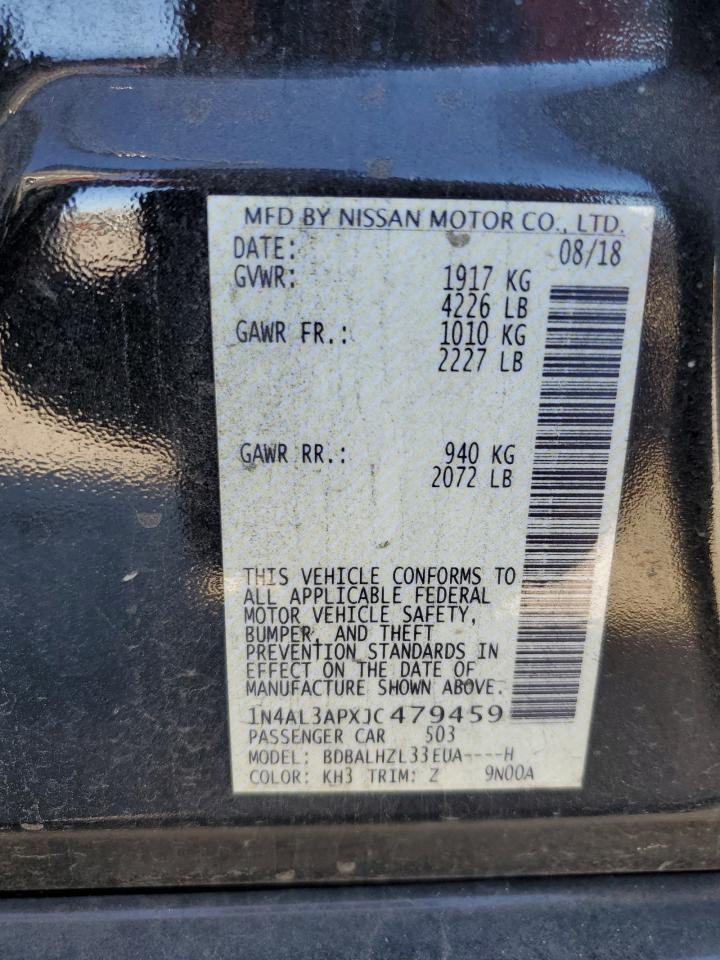 MFD BY NISSAN MOTOR CO., LTD.
DATE: 08/18
GVWR: 1917 KG
4226 LB
GAWR FR.: 1010 KG
2227 LB
GAWR RR.: 940 KG
2072 LB
THIS VEHICLE CONFORMS TO
ALL APPLICABLE FEDERAL
MOTOR VEHICLE SAFETY,
BUMPER, AND THEFT
PREVENTION STANDARDS IN
EFFECT ON THE DATE OF
MANUFACTURE SHOWN ABOVE.
1N4AL3APXJC479459
PASSENGER CAR 503
MODEL: BDBALHZL33EUA----H
COLOR: KH3 TRIM: Z 9N00A